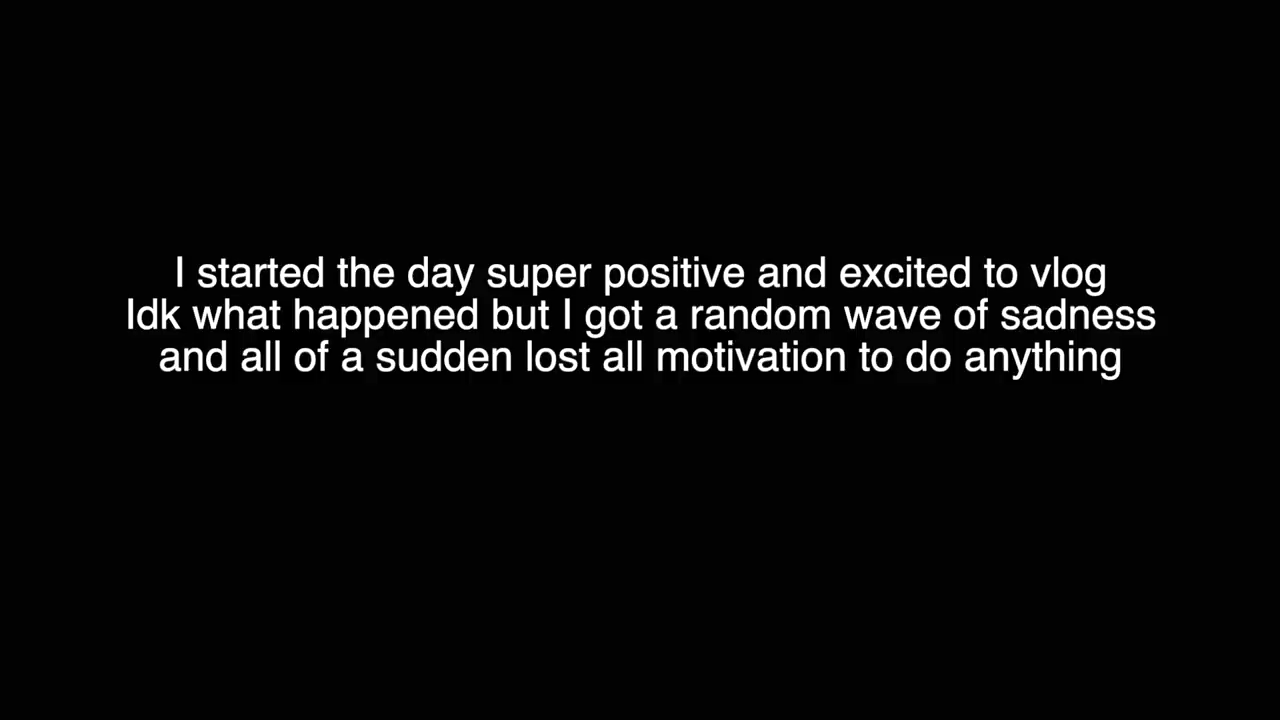 I started the day super positive and excited to vlog
Idk what happened but I got a random wave of sadness
and all of a sudden lost all motivation to do anything